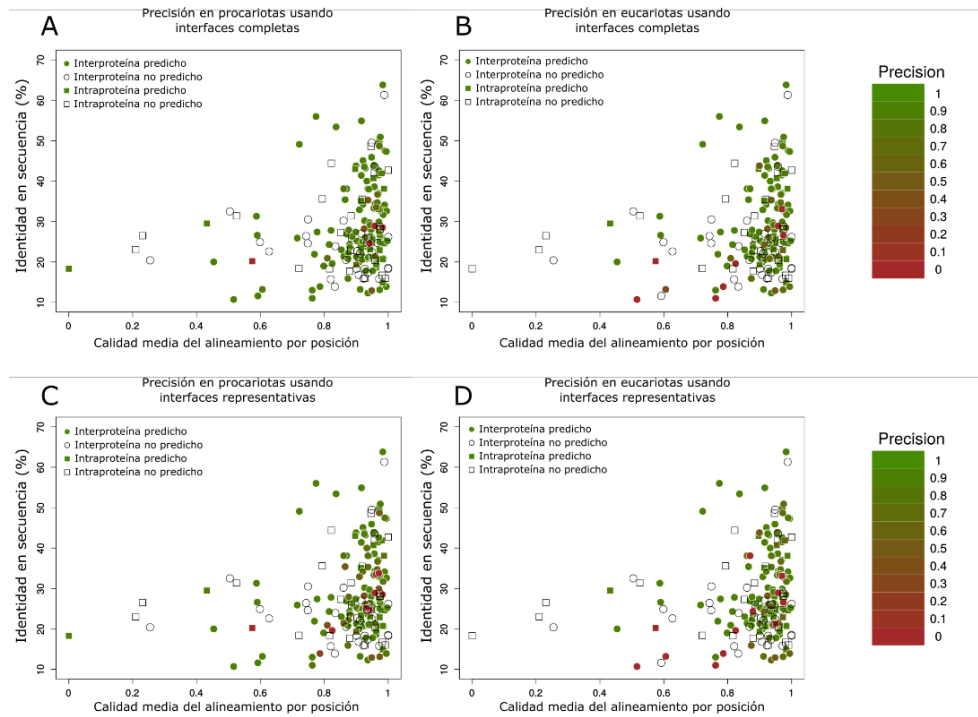 A
Precisión en procariotas usando
interfaces completas
Identidad en secuencia (%)
70
60
50
40
30
20
10
Interproteína predicho
Interproteína no predicho
Intraproteína predicho
Intraproteína no predicho
0
0.2
0.4
0.6
0.8
1
Calidad media del alineamiento por posición
B
Precisión en eucariotas usando
interfaces completas
Identidad en secuencia (%)
70
60
50
40
30
20
10
Interproteína predicho
Interproteína no predicho
Intraproteína predicho
Intraproteína no predicho
0
0.2
0.4
0.6
0.8
1
Calidad media del alineamiento por posición
Precision
1
0.9
0.8
0.7
0.6
0.5
0.4
0.3
0.2
0.1
0
C
Precisión en procariotas usando
interfaces representativas
Identidad en secuencia (%)
70
60
50
40
30
20
10
Interproteína predicho
Interproteína no predicho
Intraproteína predicho
Intraproteína no predicho
0
0.2
0.4
0.6
0.8
1
Calidad media del alineamiento por posición
D
Precisión en eucariotas usando
interfaces representativas
Identidad en secuencia (%)
70
60
50
40
30
20
10
Interproteína predicho
Interproteína no predicho
Intraproteína predicho
Intraproteína no predicho
0
0.2
0.4
0.6
0.8
1
Calidad media del alineamiento por posición
Precision
1
0.9
0.8
0.7
0.6
0.5
0.4
0.3
0.2
0.1
0